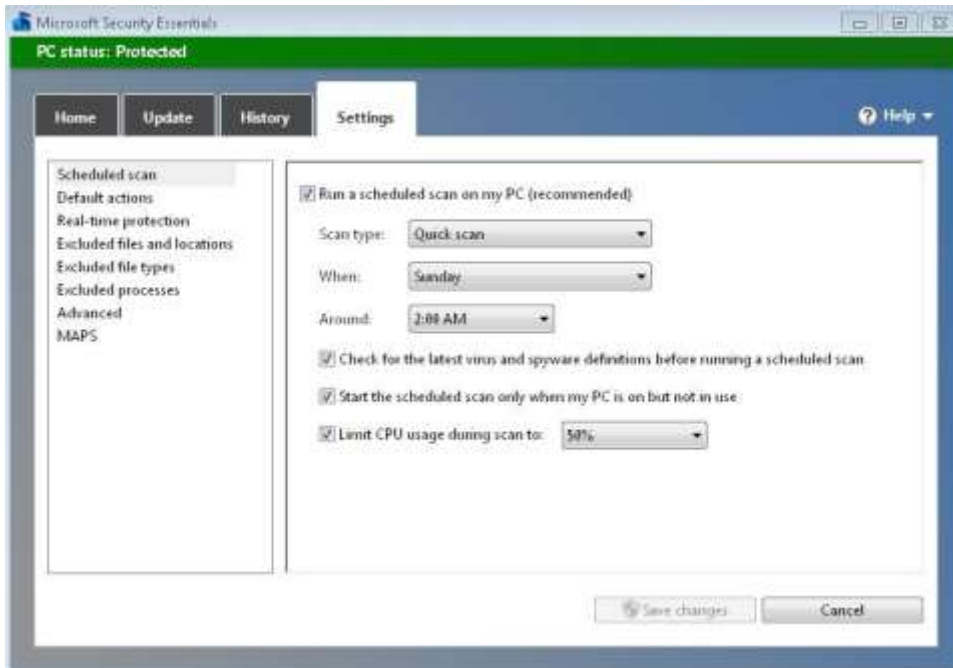 Microsoft Security Essentials
PC status: Protected
Home Update History Settings Help
Scheduled scan
Default actions
Real-time protection
Excluded files and locations
Excluded file types
Excluded processes
Advanced
MAPS
Run a scheduled scan on my PC (recommended)
Scan type: Quick scan
When: Sunday
Around: 2:00 AM
Check for the latest virus and spyware definitions before running a scheduled scan
Start the scheduled scan only when my PC is on but not in use
Limit CPU usage during scan to: 50%
Save changes Cancel